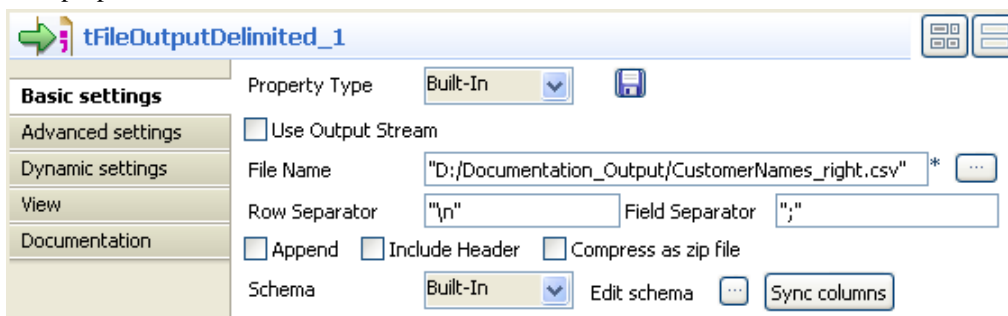 tFileOutputDelimited_1
Basic settings
Advanced settings
Dynamic settings
View
Documentation
Property Type Built-In
Use Output Stream
File Name "D:/Documentation_Output/CustomerNames_right.csv" * ...
Row Separator "\n" Field Separator ";"
Append Include Header Compress as zip file
Schema Built-In Edit schema ... Sync columns